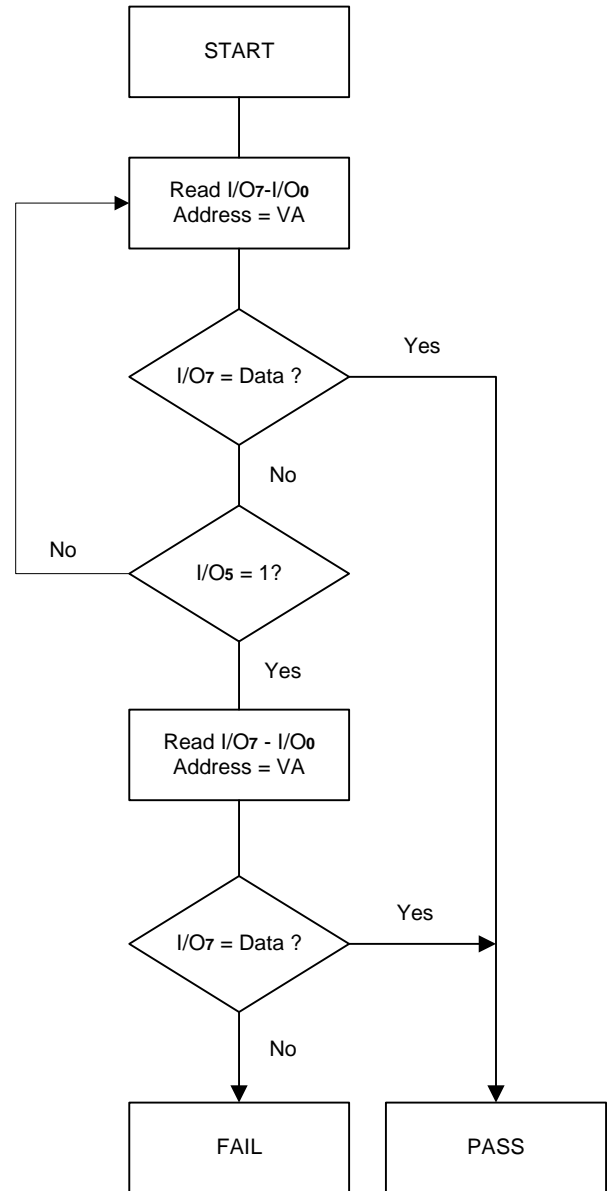 START
Read I/O7-I/O0
Address = VA
I/O7 = Data ?
Yes
No
I/O5 = 1?
No
Yes
Read I/O7 - I/O0
Address = VA
I/O7 = Data ?
Yes
No
FAIL
PASS